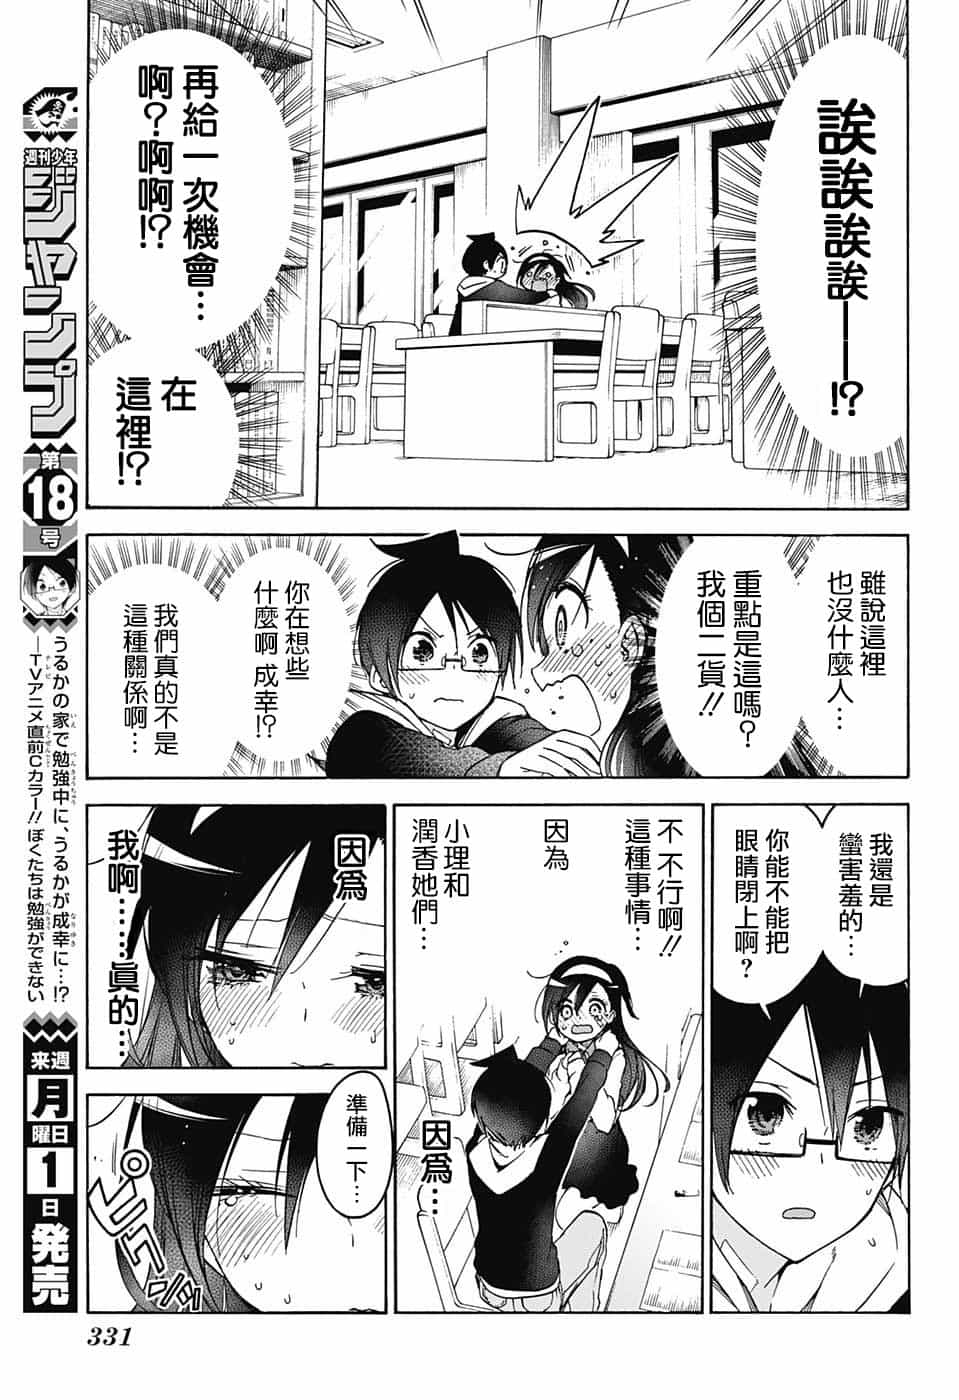 誒誒誒誒——!?
再給一次機會…
啊?啊啊!?
在
這裡!?
雖說這裡
也沒什麼人…
重點是這嗎?
我個二貨!!
你在想些
什麼啊 成幸!?
我們真的不是
這種關係啊…
我還是
蠻害羞的…
你能不能把
眼睛閉上啊?
不不行啊!!
這種事情…
因為
小理和
潤香她們…
因為…
因為
我啊………真的…
準備一下…
ピリリリリッ
週刊少年
ジャンプ
第
18
号
うるかの家で勉強中に、うるかが成幸に…!?
―TVアニメ直前Cカラー!!ぼくたちは勉強ができない
来週
月
曜日
1
日
発売
331